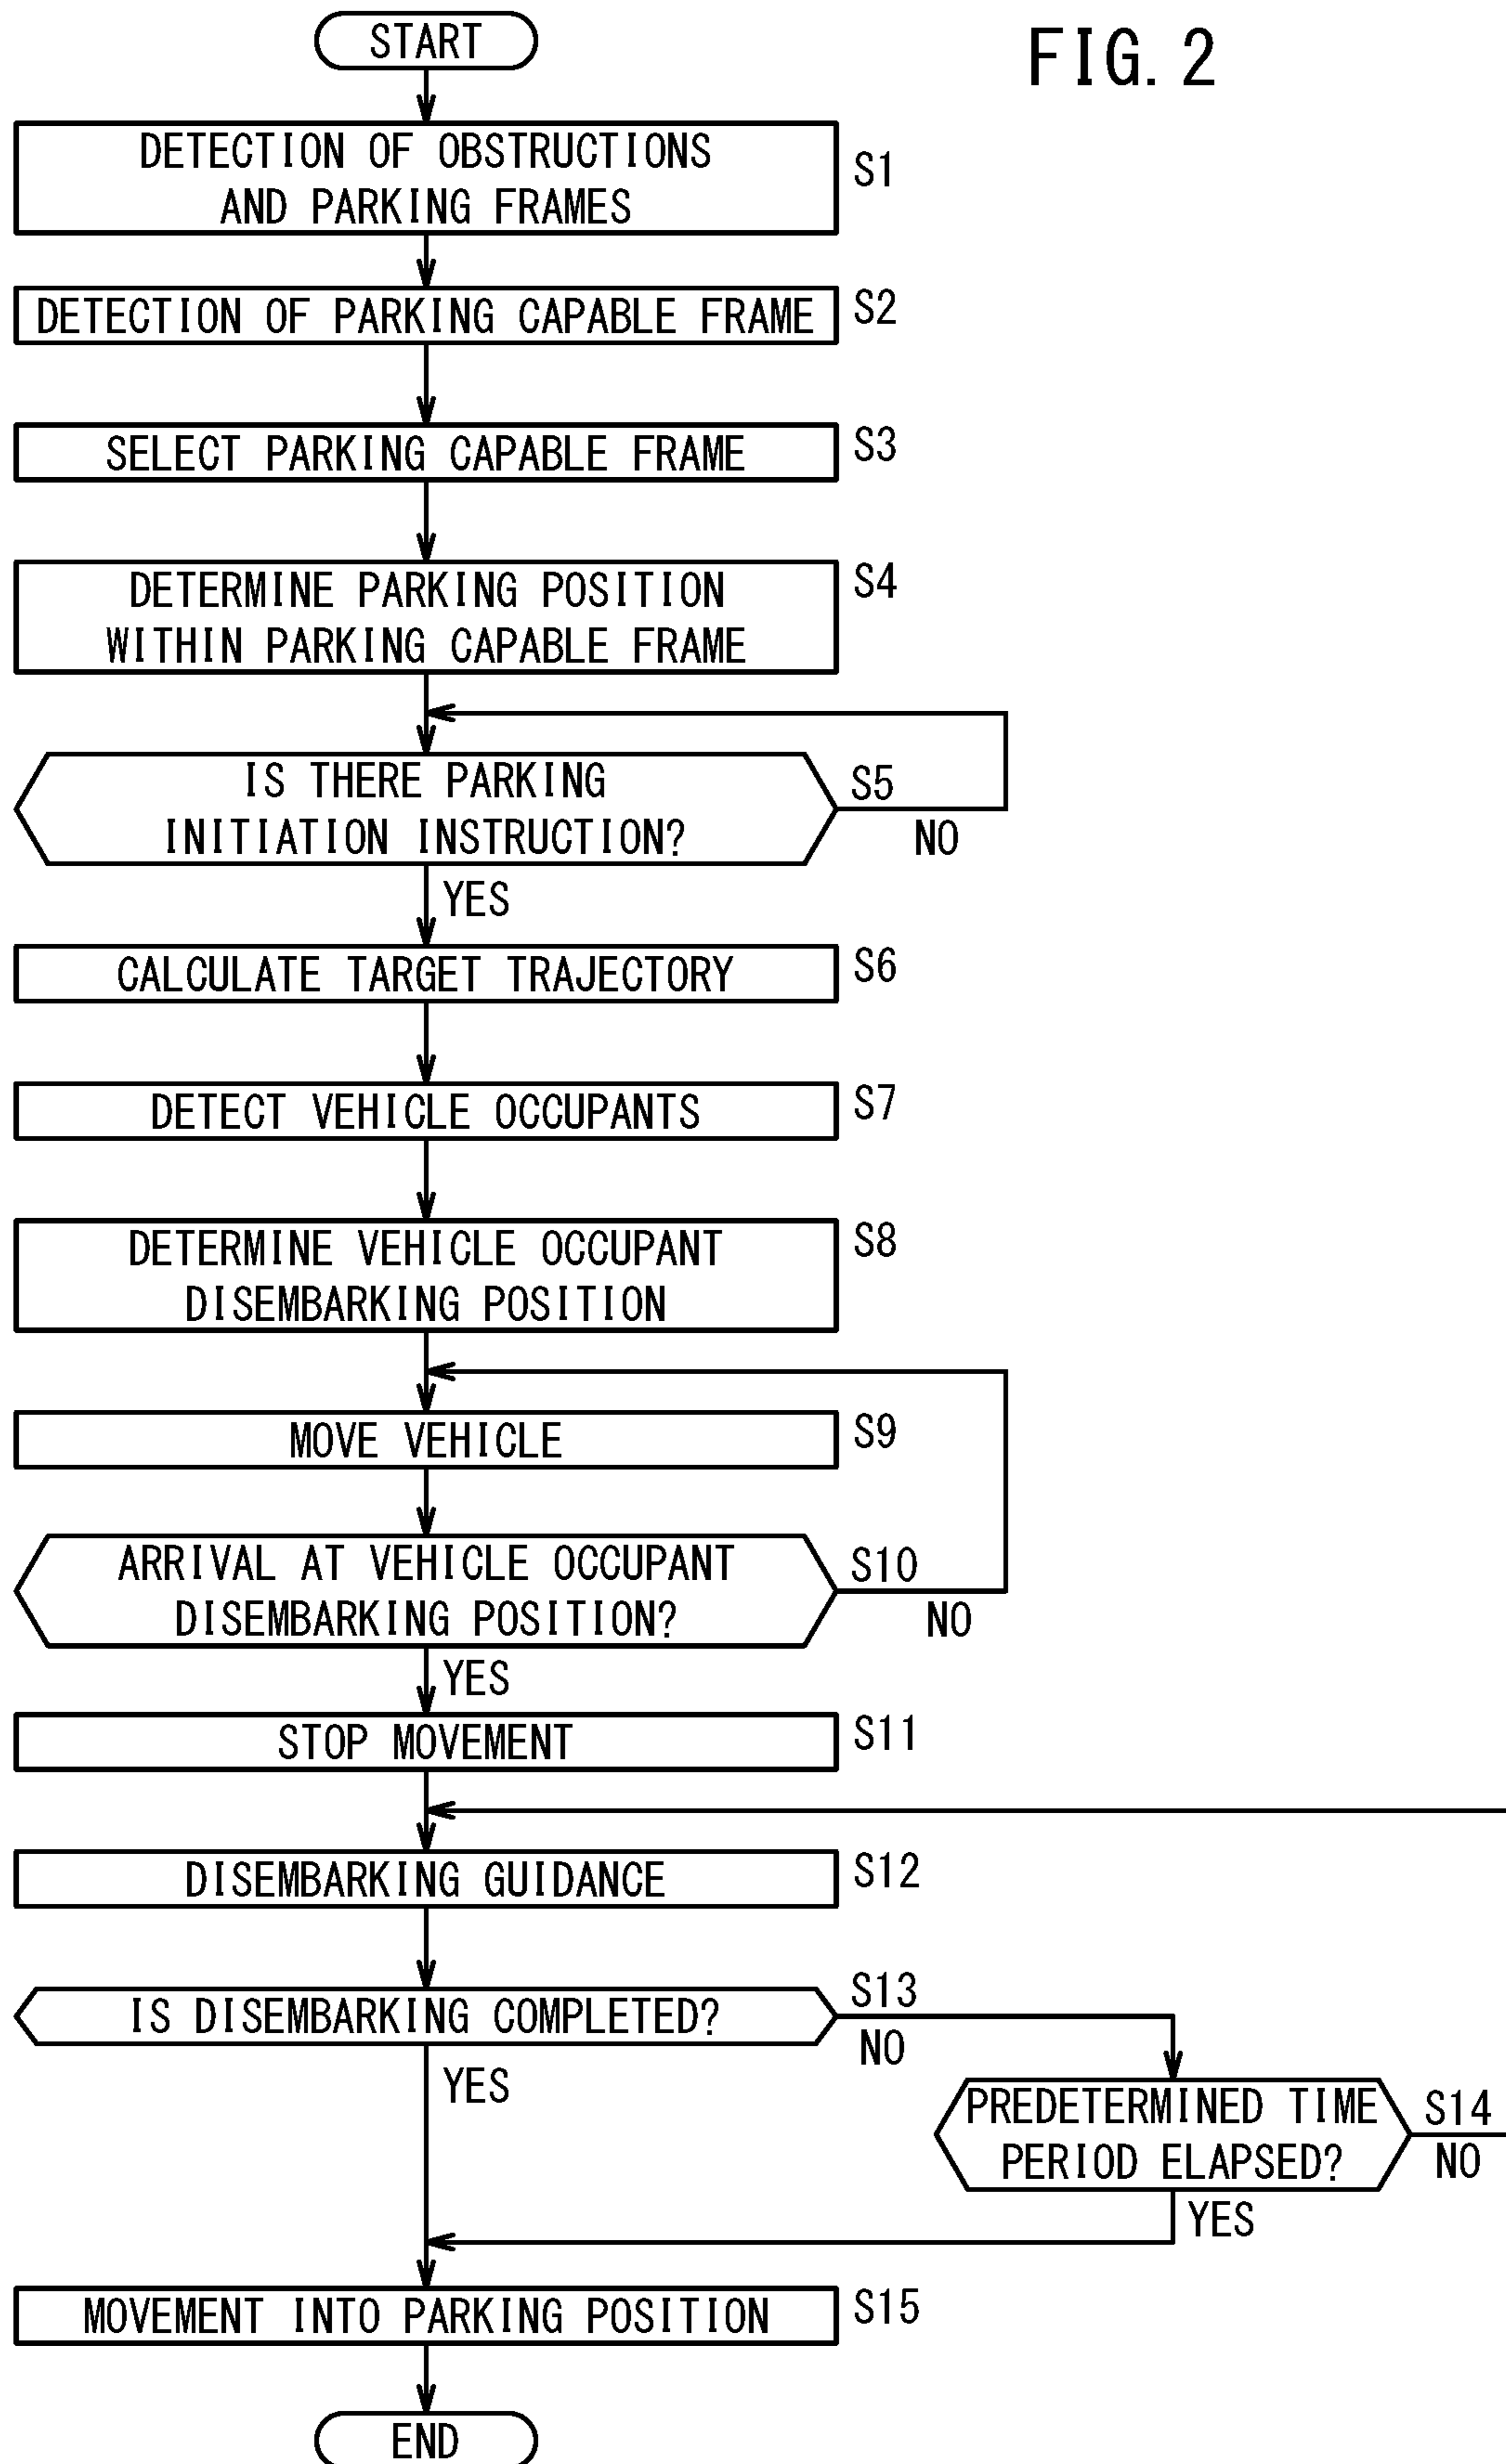 START
FIG. 2
DETECTION OF OBSTRUCTIONS
AND PARKING FRAMES
S1
DETECTION OF PARKING CAPABLE FRAME
S2
SELECT PARKING CAPABLE FRAME
S3
DETERMINE PARKING POSITION
WITHIN PARKING CAPABLE FRAME
S4
IS THERE PARKING
INITIATION INSTRUCTION?
S5
NO
YES
CALCULATE TARGET TRAJECTORY
S6
DETECT VEHICLE OCCUPANTS
S7
DETERMINE VEHICLE OCCUPANT
DISEMBARKING POSITION
S8
MOVE VEHICLE
S9
ARRIVAL AT VEHICLE OCCUPANT
DISEMBARKING POSITION?
S10
NO
YES
STOP MOVEMENT
S11
DISEMBARKING GUIDANCE
S12
IS DISEMBARKING COMPLETED?
S13
NO
YES
PREDETERMINED TIME
PERIOD ELAPSED?
S14
NO
YES
MOVEMENT INTO PARKING POSITION
S15
END